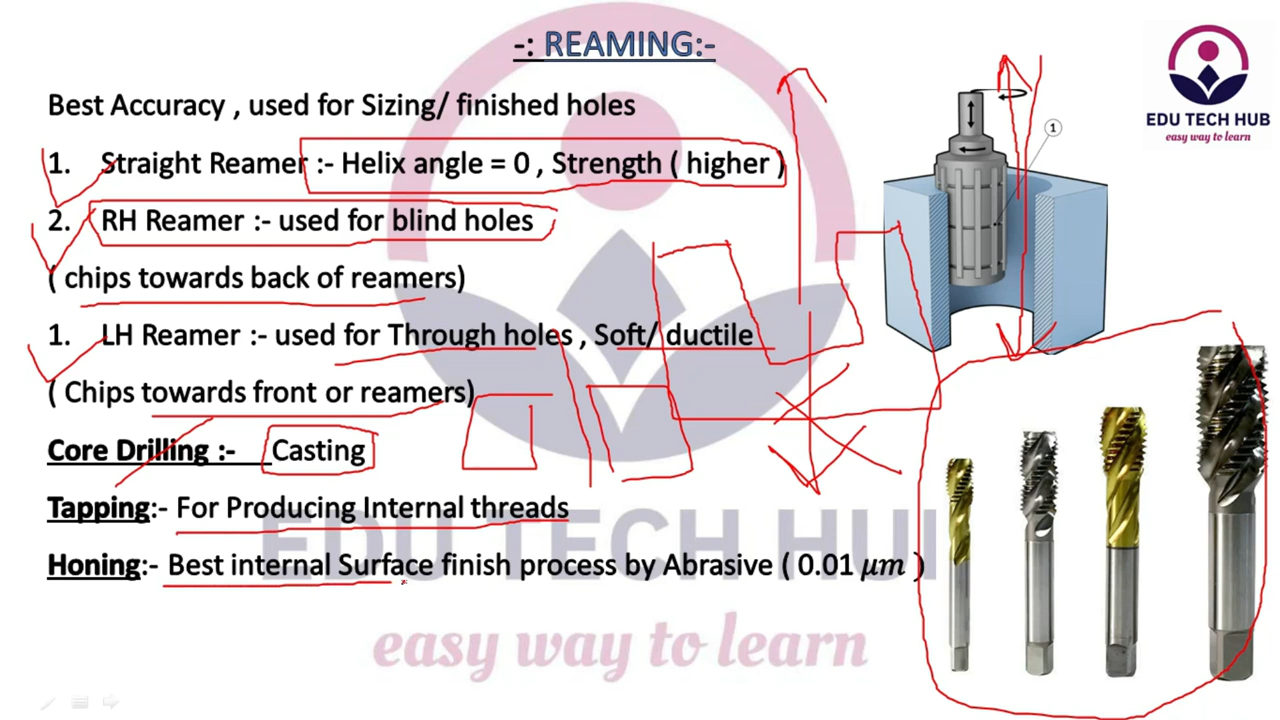 -: REAMING:-
EDU TECH HUB
easy way to learn
Best Accuracy , used for Sizing/ finished holes
1. Straight Reamer :- Helix angle = 0 , Strength ( higher )
1
2. RH Reamer :- used for blind holes
( chips towards back of reamers)
1. LH Reamer :- used for Through holes , Soft/ ductile
( Chips towards front or reamers)
Core Drilling :- Casting
Tapping:- For Producing Internal threads
Honing:- Best internal Surface finish process by Abrasive ( 0.01 μm )
EDU TECH HU
easy way to learn